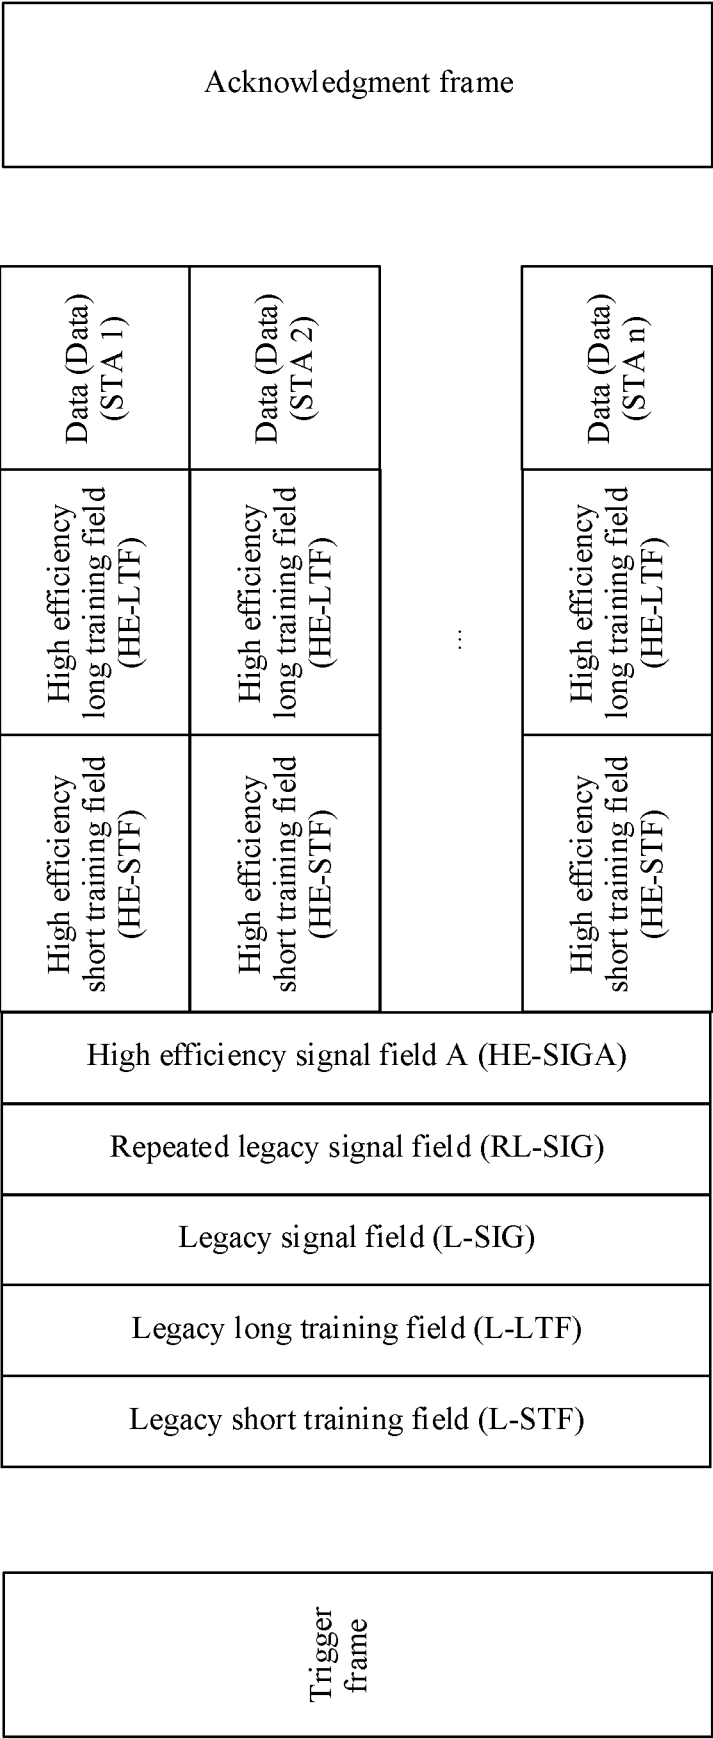 Acknowledgment frame
Data (Data)
(STA 1)
Data (Data)
(STA 2)
Data (Data)
(STA n)
High efficiency
long training field
(HE-LTF)
High efficiency
long training field
(HE-LTF)
...
High efficiency
long training field
(HE-LTF)
High efficiency
short training field
(HE-STF)
High efficiency
short training field
(HE-STF)
High efficiency
short training field
(HE-STF)
High efficiency signal field A (HE-SIGA)
Repeated legacy signal field (RL-SIG)
Legacy signal field (L-SIG)
Legacy long training field (L-LTF)
Legacy short training field (L-STF)
Trigger
frame